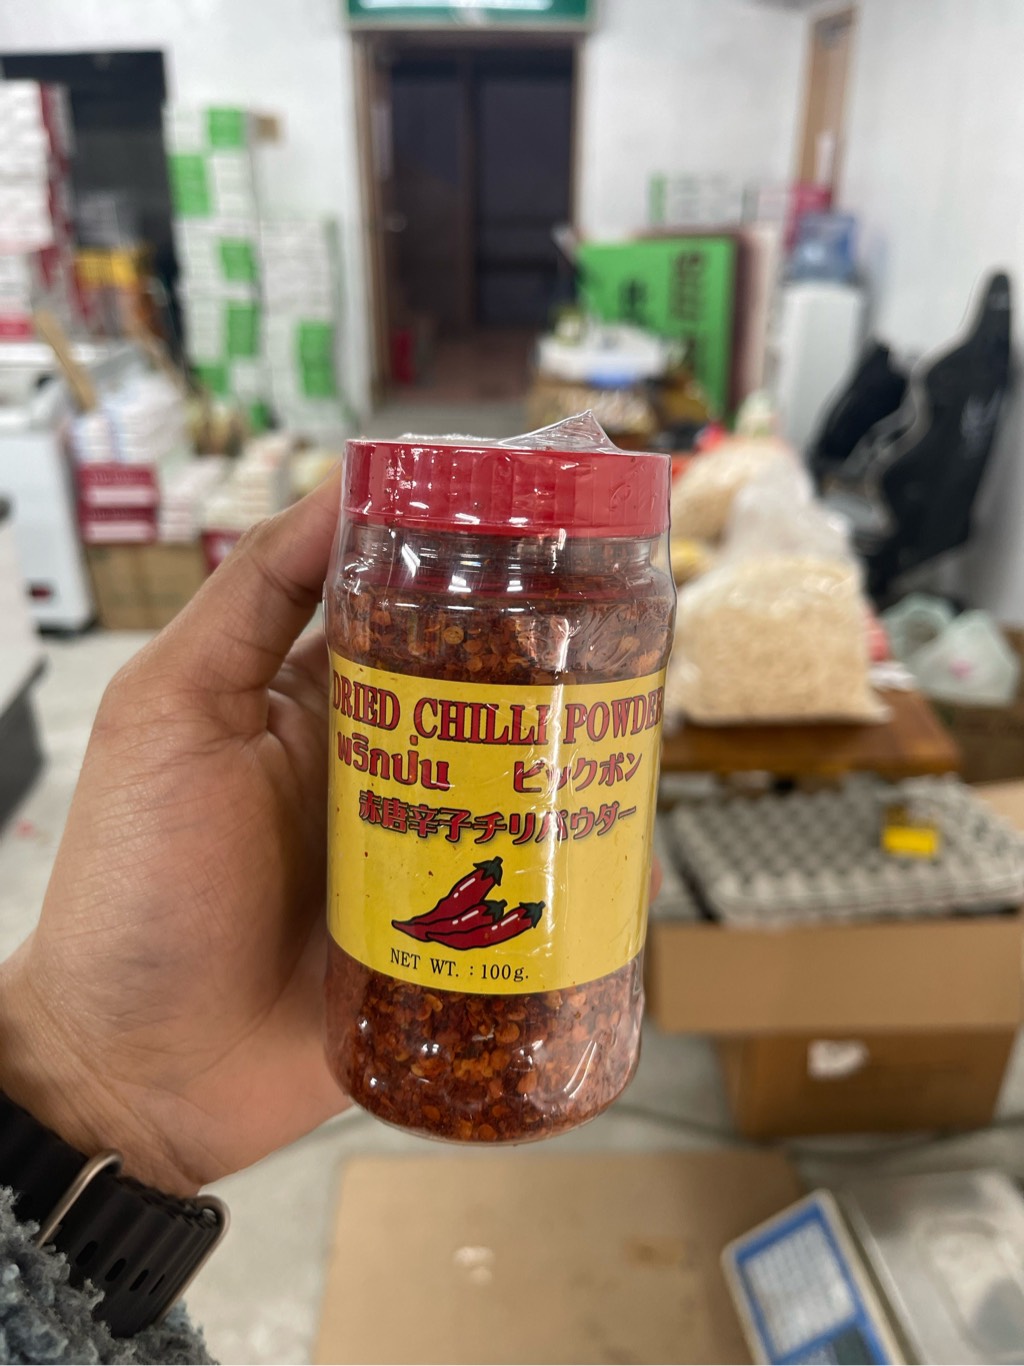 DRIED CHILLI POWDER
พริกป่น ピックポン
赤唐辛子チリパウダー
NET WT. : 100g.